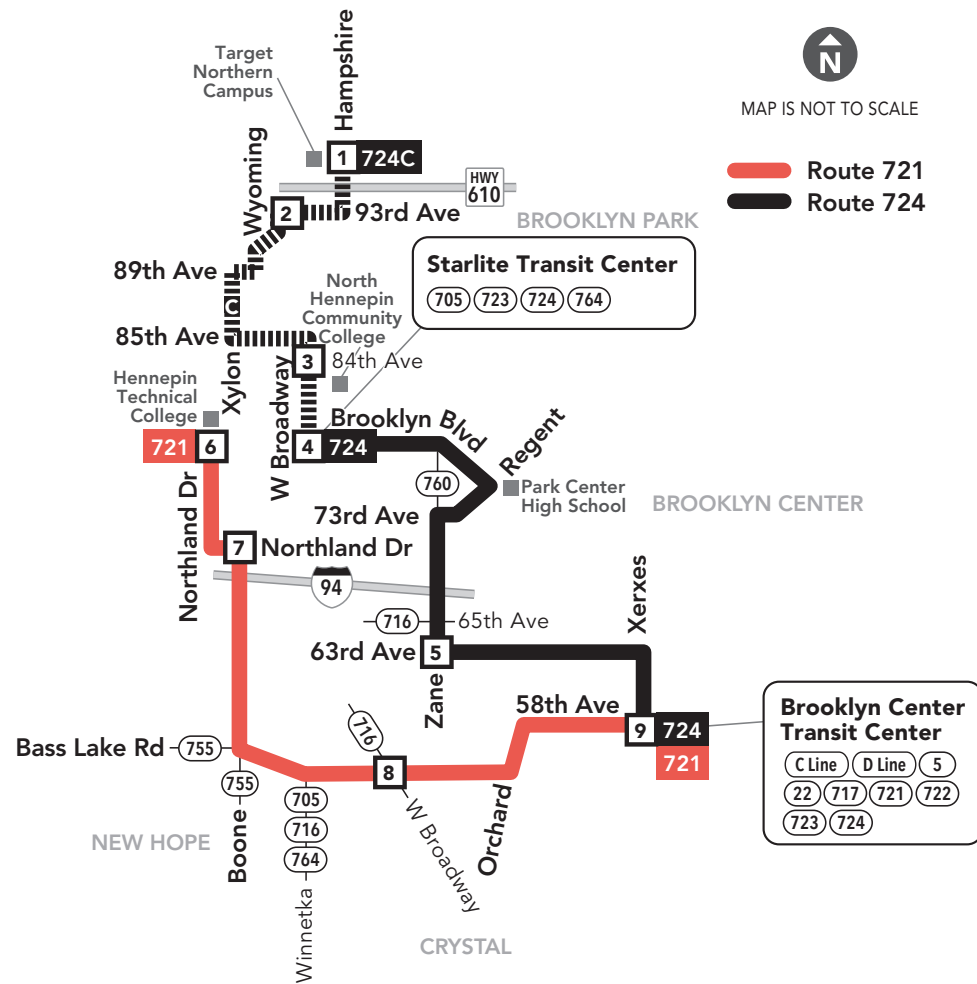 Target
Northern
Campus
Hampshire
N
MAP IS NOT TO SCALE
1
724C
Route 721
Route 724
HWY
610
Wyoming
2
93rd Ave
BROOKLYN PARK
Starlite Transit Center
705
723
724
764
89th Ave
C
North
Hennepin
Community
College
85th Ave
3
84th Ave
Xylon
W Broadway
Hennepin
Technical
College
721
6
4
724
Brooklyn Blvd
Regent
760
Park Center
High School
BROOKLYN CENTER
73rd Ave
Northland Dr
7
Northland Dr
94
716
65th Ave
Xerxes
63rd Ave
5
Zane
58th Ave
9
724
721
Brooklyn Center
Transit Center
C Line
D Line
5
22
717
721
722
723
724
Bass Lake Rd
755
755
716
8
705
716
764
W Broadway
Orchard
NEW HOPE
Boone
Winnetka
CRYSTAL